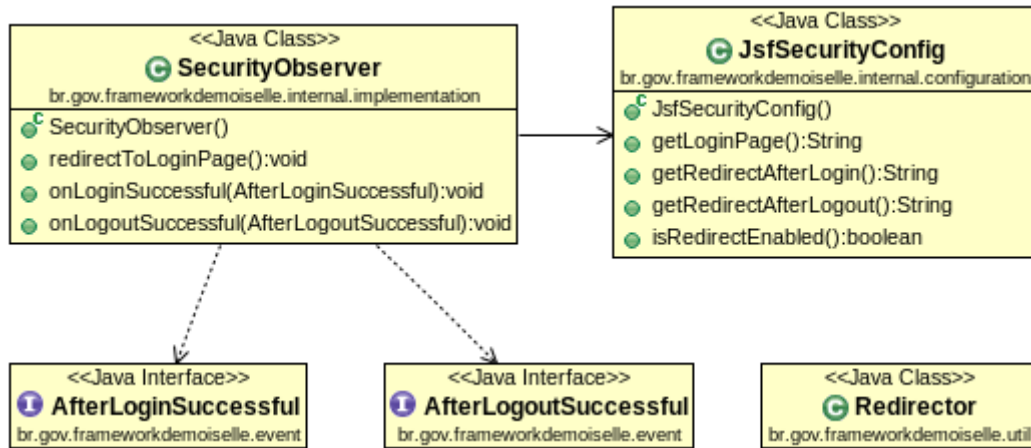 <<Java Class>>
SecurityObserver
br.gov.frameworkdemoiselle.internal.implementation
SecurityObserver()
redirectToLoginPage():void
onLoginSuccessful(AfterLoginSuccessful):void
onLogoutSuccessful(AfterLogoutSuccessful):void
<<Java Class>>
JsfSecurityConfig
br.gov.frameworkdemoiselle.internal.configuration
JsfSecurityConfig()
getLoginPage():String
getRedirectAfterLogin():String
getRedirectAfterLogout():String
isRedirectEnabled():boolean
<<Java Interface>>
AfterLoginSuccessful
br.gov.frameworkdemoiselle.event
<<Java Interface>>
AfterLogoutSuccessful
br.gov.frameworkdemoiselle.event
<<Java Class>>
Redirector
br.gov.frameworkdemoiselle.util